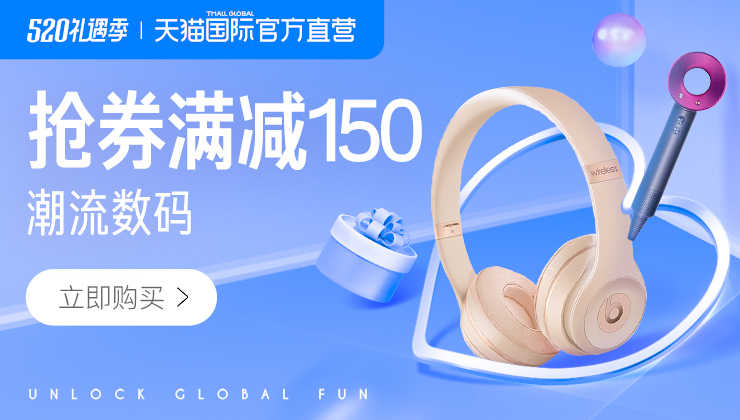 520礼遇季 | 天猫国际官方直营
TMALL GLOBAL
抢券满减150
潮流数码
立即购买 >
wireless
UNLOCK GLOBAL FUN